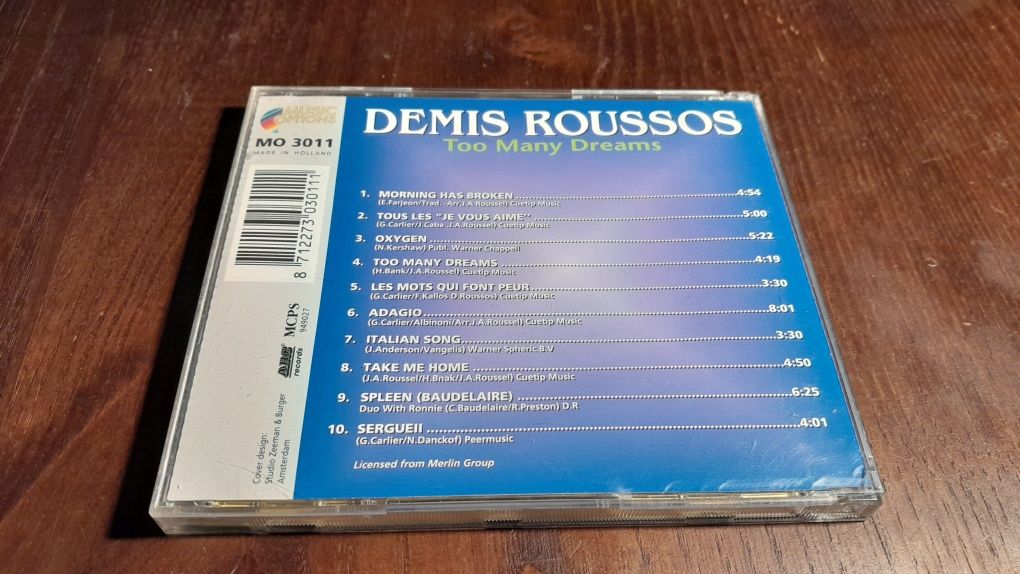 MUSIC
OPTIONS
MO 3011
MADE IN HOLLAND
8 712273 030111
MCPS
949027
ARC
records
Cover design:
Studio Zeeman & Burger
Amsterdam
DEMIS ROUSSOS
Too Many Dreams
1. MORNING HAS BROKEN 4:54
(E.Farjeon/Trad. -Arr.J.A.Roussel) Cuetip Music
2. TOUS LES "JE VOUS AIME" 5:00
(G.Carlier/J.Caba .J.A.Roussel) Cuetip Music
3. OXYGEN 5:22
(N.Kershaw) Publ. Warner Chappell
4. TOO MANY DREAMS 4:19
(H.Bank/J.A.Roussel) Cuetip Music
5. LES MOTS QUI FONT PEUR 3:30
(G.Carlier/F.Kallos D.Roussos) Cuetip Music
6. ADAGIO 8:01
(G.Carlier/Albinoni/Arr J.A.Roussel) Cuetip Music
7. ITALIAN SONG 3:30
(J.Anderson/Vangelis) Warner Spheric B.V
8. TAKE ME HOME 4:50
(J.A.Roussel/H.Bnak/J.A.Roussel) Cuetip Music
9. SPLEEN (BAUDELAIRE) 6:25
Duo With Ronnie (C.Baudelaire/R.Preston) D.R
10. SERGUEII 4:01
(G.Carlier/N.Danckof) Peermusic
Licensed from Merlin Group